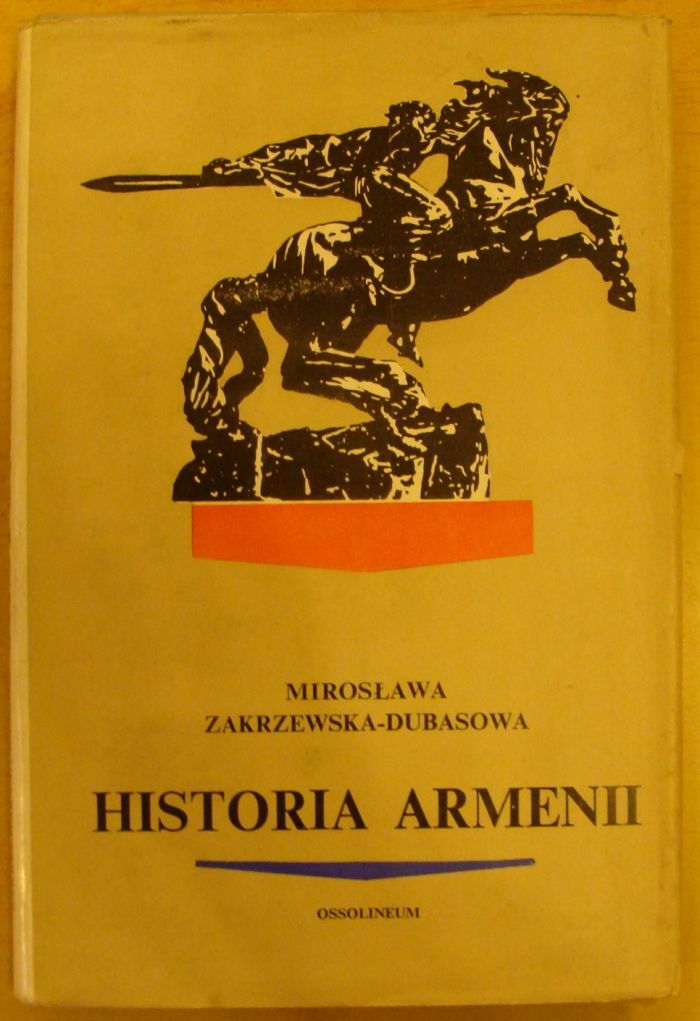 MIROSŁAWA
ZAKRZEWSKA-DUBASOWA
HISTORIA ARMENII
OSSOLINEUM